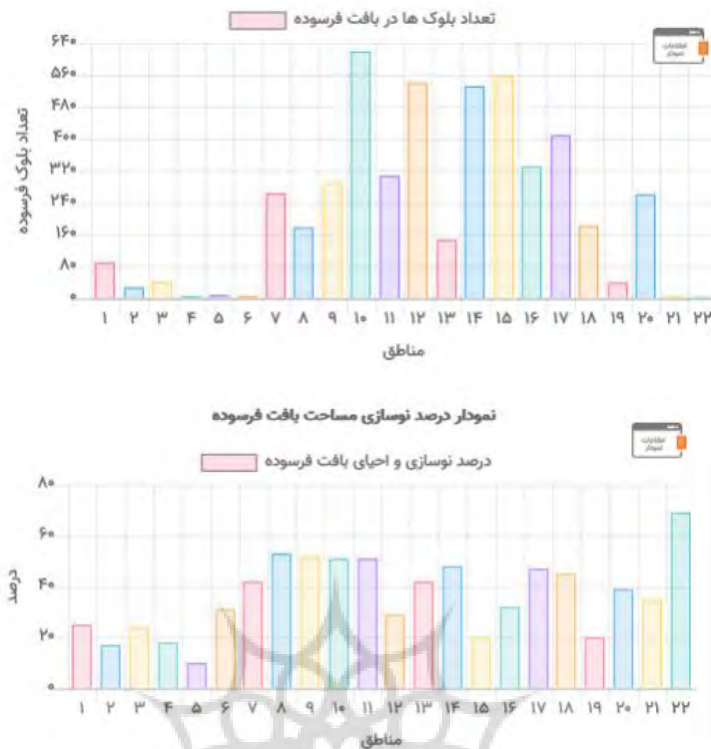 تعداد بلوک ها در بافت فرسوده
اطلاعات
نمودار
تعداد بلوک فرسوده
۶۴۰
۵۶۰
۴۸۰
۴۰۰
۳۲۰
۲۴۰
۱۶۰
۸۰
۰
۱ ۲ ۳ ۴ ۵ ۶ ۷ ۸ ۹ ۱۰ ۱۱ ۱۲ ۱۳ ۱۴ ۱۵ ۱۶ ۱۷ ۱۸ ۱۹ ۲۰ ۲۱ ۲۲
مناطق
نمودار درصد نوسازی مساحت بافت فرسوده
اطلاعات
نمودار
درصد نوسازی و احیای بافت فرسوده
درصد
۸۰
۶۰
۴۰
۲۰
۰
۱ ۲ ۳ ۴ ۵ ۶ ۷ ۸ ۹ ۱۰ ۱۱ ۱۲ ۱۳ ۱۴ ۱۵ ۱۶ ۱۷ ۱۸ ۱۹ ۲۰ ۲۱ ۲۲
مناطق